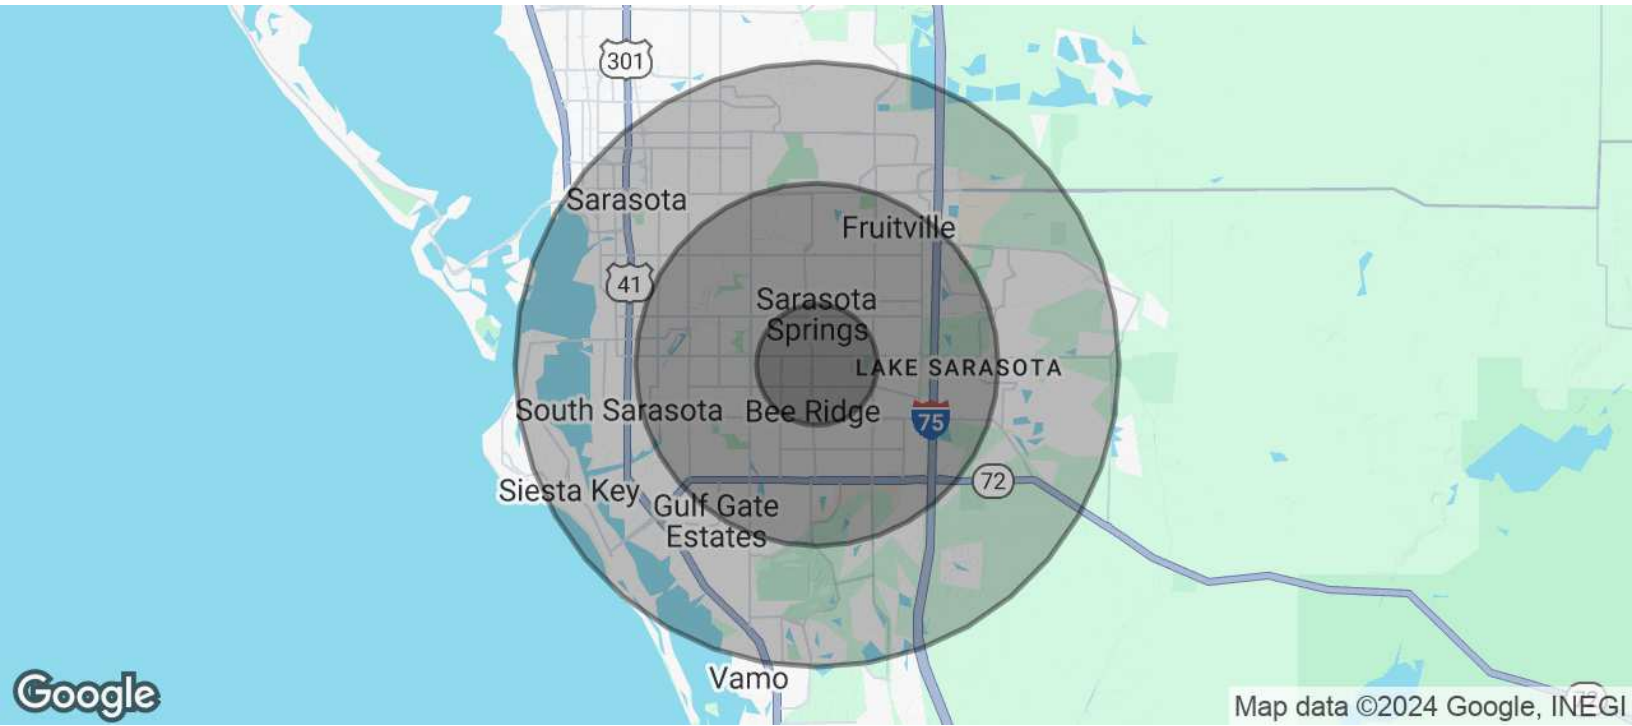 301
Sarasota
Fruitville
41
Sarasota
Springs
LAKE SARASOTA
South Sarasota
Bee Ridge
75
72
Siesta Key
Gulf Gate
Estates
Vamo
Google
Map data ©2024 Google, INEGI